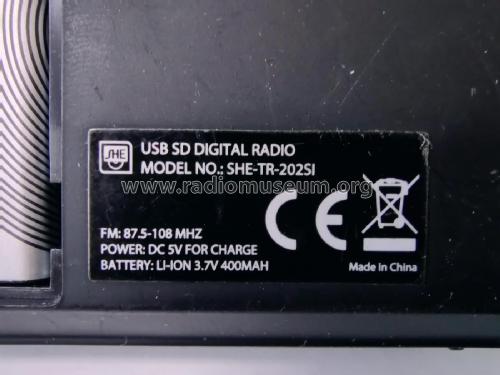 SHE
USB SD DIGITAL RADIO
MODEL NO.: SHE-TR-202SI
www.radiomuseum.org
CE
FM: 87.5-108 MHZ
POWER: DC 5V FOR CHARGE
BATTERY: LI-ION 3.7V 400MAH
Made in China